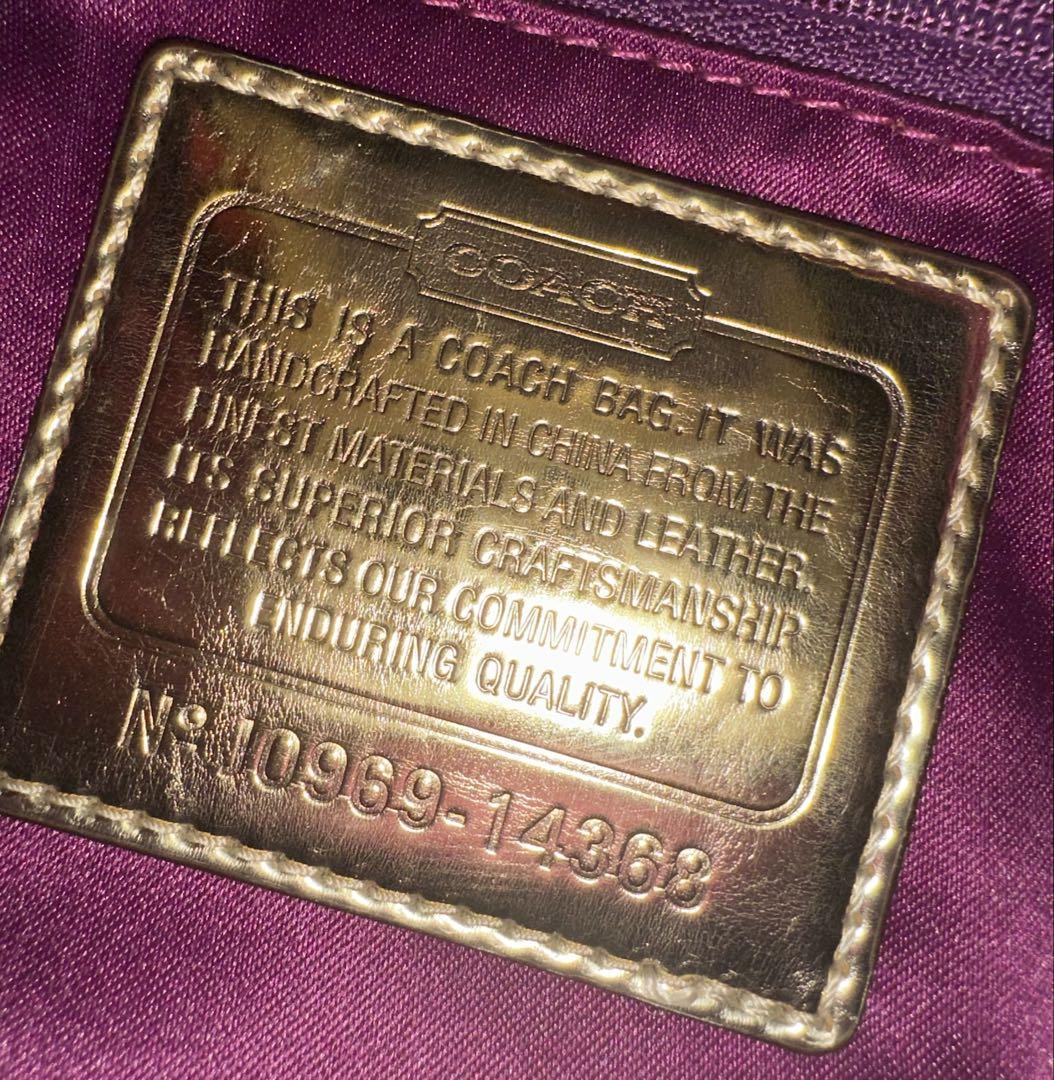 COACH
THIS IS A COACH BAG. IT WAS
HANDCRAFTED IN CHINA FROM THE
FINEST MATERIALS AND LEATHER.
ITS SUPERIOR CRAFTSMANSHIP
REFLECTS OUR COMMITMENT TO
ENDURING QUALITY.
Nº J0969-14368